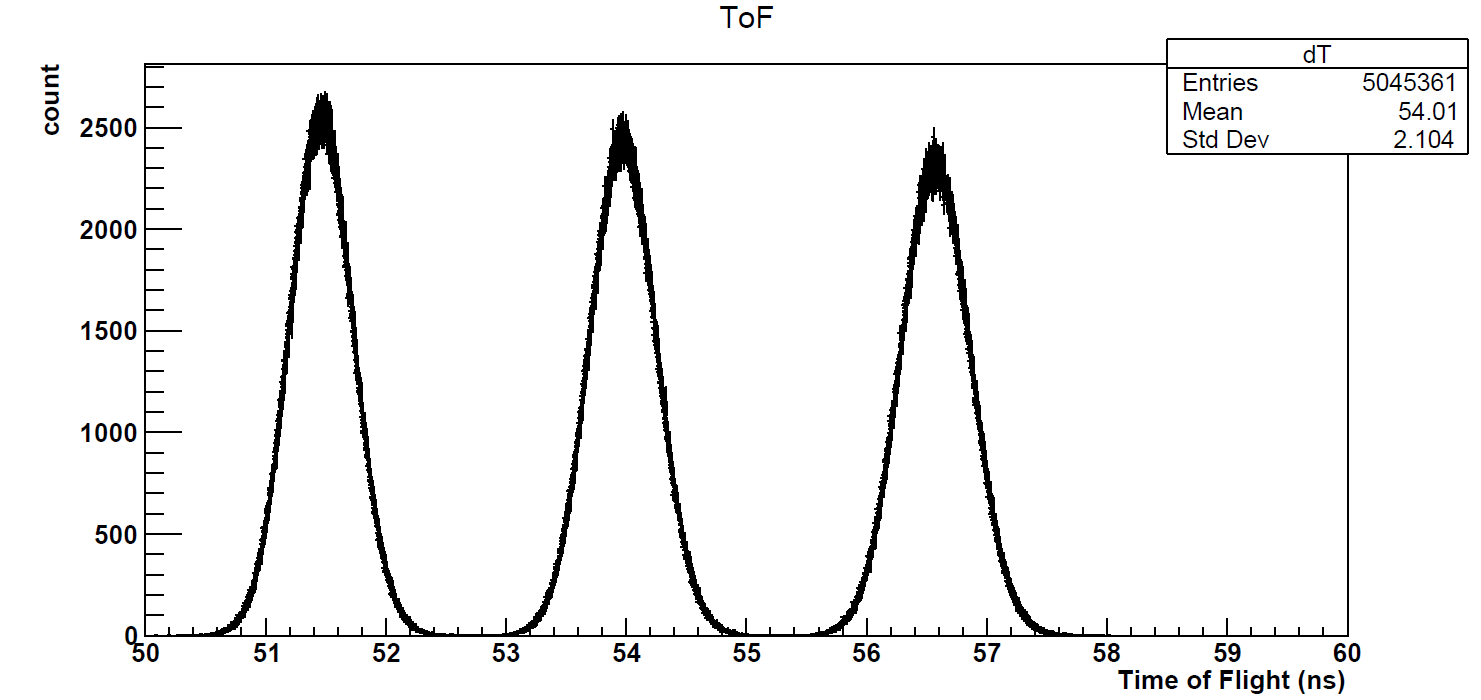 ToF
dT
Entries 5045361
Mean 54.01
Std Dev 2.104
count
2500
2000
1500
1000
500
0
50 51 52 53 54 55 56 57 58 59 60
Time of Flight (ns)